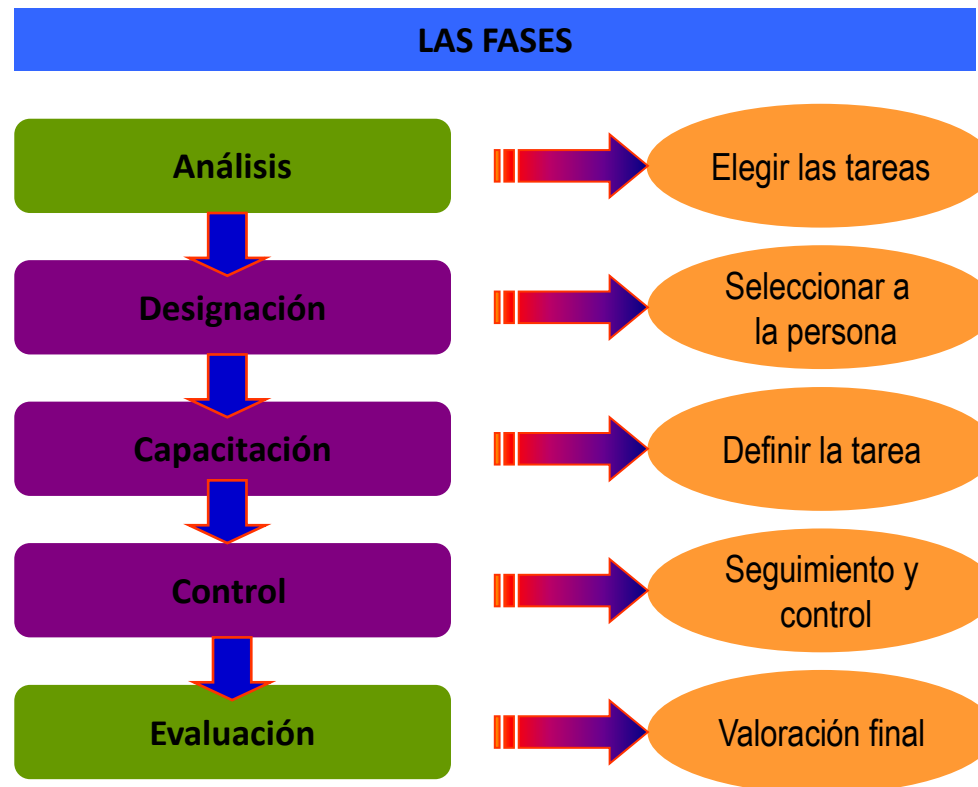 LAS FASES
Análisis
Elegir las tareas
Designación
Seleccionar a
la persona
Capacitación
Definir la tarea
Control
Seguimiento y
control
Evaluación
Valoración final